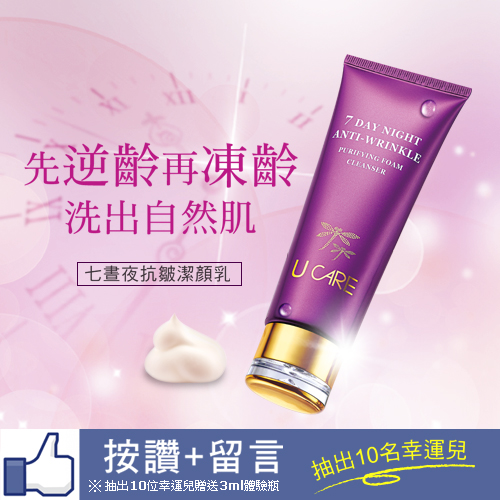 先逆齡再凍齡
洗出自然肌
七晝夜抗皺潔顏乳
7 DAY NIGHT
ANTI-WRINKLE
PURIFYING FOAM
CLEANSER
U CARE
按讚+留言
抽出10名幸運兒
※ 抽出10位幸運兒贈送3ml體驗瓶